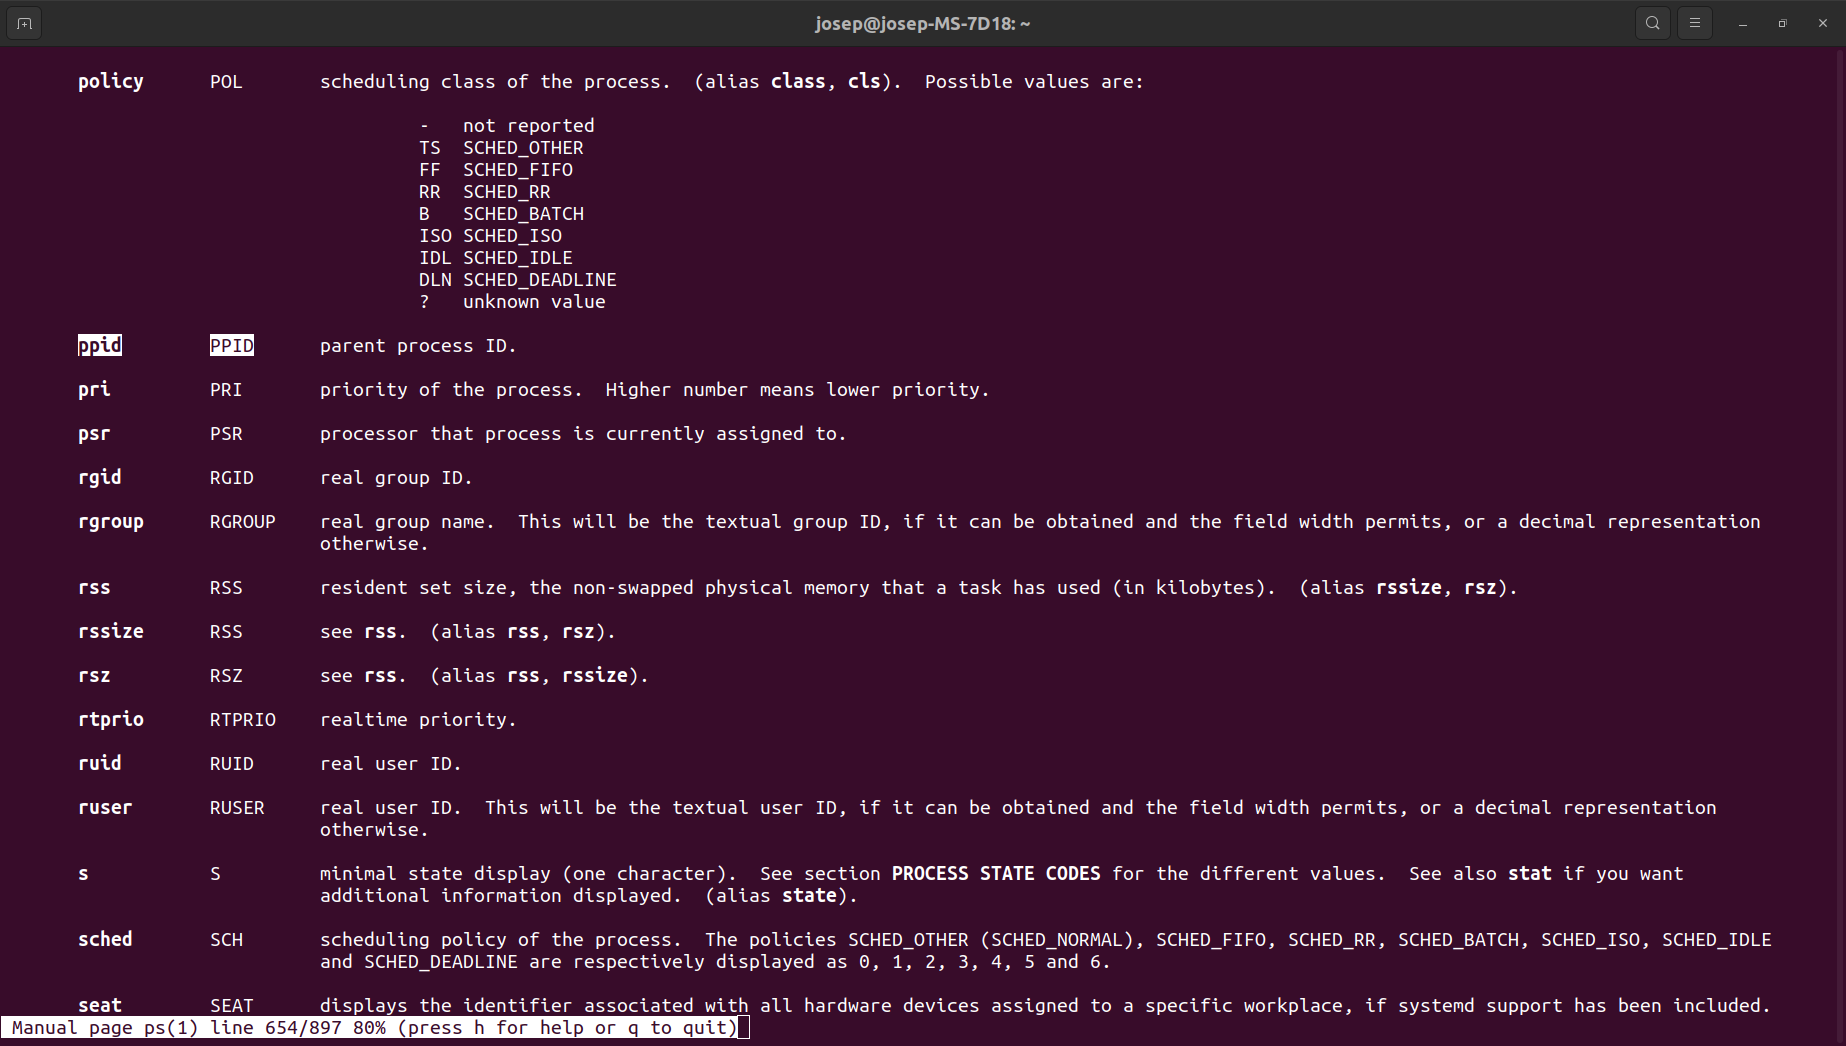 josep@josep-MS-7D18: ~
policy      POL       scheduling class of the process.  (alias class, cls).  Possible values are:
-   not reported
TS  SCHED_OTHER
FF  SCHED_FIFO
RR  SCHED_RR
B   SCHED_BATCH
ISO SCHED_ISO
IDL SCHED_IDLE
DLN SCHED_DEADLINE
?   unknown value
ppid        PPID      parent process ID.
pri         PRI       priority of the process.  Higher number means lower priority.
psr         PSR       processor that process is currently assigned to.
rgid        RGID      real group ID.
rgroup      RGROUP    real group name.  This will be the textual group ID, if it can be obtained and the field width permits, or a decimal representation
otherwise.
rss         RSS       resident set size, the non-swapped physical memory that a task has used (in kilobytes).  (alias rssize, rsz).
rssize      RSS       see rss.  (alias rss, rsz).
rsz         RSZ       see rss.  (alias rss, rssize).
rtprio      RTPRIO    realtime priority.
ruid        RUID      real user ID.
ruser       RUSER     real user ID.  This will be the textual user ID, if it can be obtained and the field width permits, or a decimal representation
otherwise.
s           S         minimal state display (one character).  See section PROCESS STATE CODES for the different values.  See also stat if you want
additional information displayed.  (alias state).
sched       SCH       scheduling policy of the process.  The policies SCHED_OTHER (SCHED_NORMAL), SCHED_FIFO, SCHED_RR, SCHED_BATCH, SCHED_ISO, SCHED_IDLE
and SCHED_DEADLINE are respectively displayed as 0, 1, 2, 3, 4, 5 and 6.
seat        SEAT      displays the identifier associated with all hardware devices assigned to a specific workplace, if systemd support has been included.
Manual page ps(1) line 654/897 80% (press h for help or q to quit)